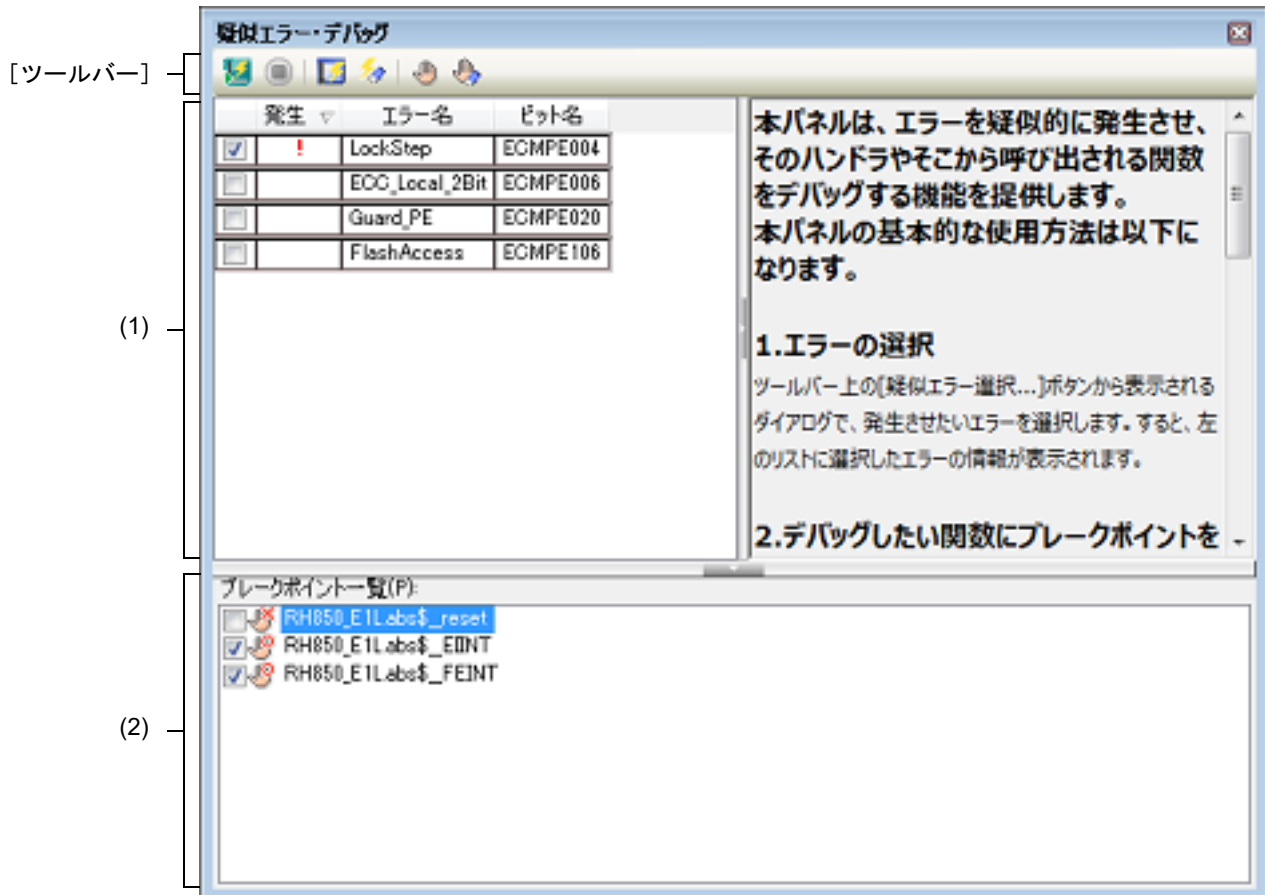 疑似エラー・デバッグ
[ツールバー]
発生 エラー名 ビット名
! LockStep ECMPE004
ECC_Local_2Bit ECMPE006
Guard_PE ECMPE020
FlashAccess ECMPE106
(1)
本パネルは、エラーを疑似的に発生させ、
そのハンドラやそこから呼び出される関数
をデバッグする機能を提供します。
本パネルの基本的な使用方法は以下に
なります。
1.エラーの選択
ツールバー上の[疑似エラー選択...]ボタンから表示される
ダイアログで、発生させたいエラーを選択します。すると、左
のリストに選択したエラーの情報が表示されます。
2.デバッグしたい関数にブレークポイントを
ブレークポイント一覧(P):
RH850_E1L.abs$_reset
RH850_E1L.abs$_EIINT
RH850_E1L.abs$_FEINT
(2)